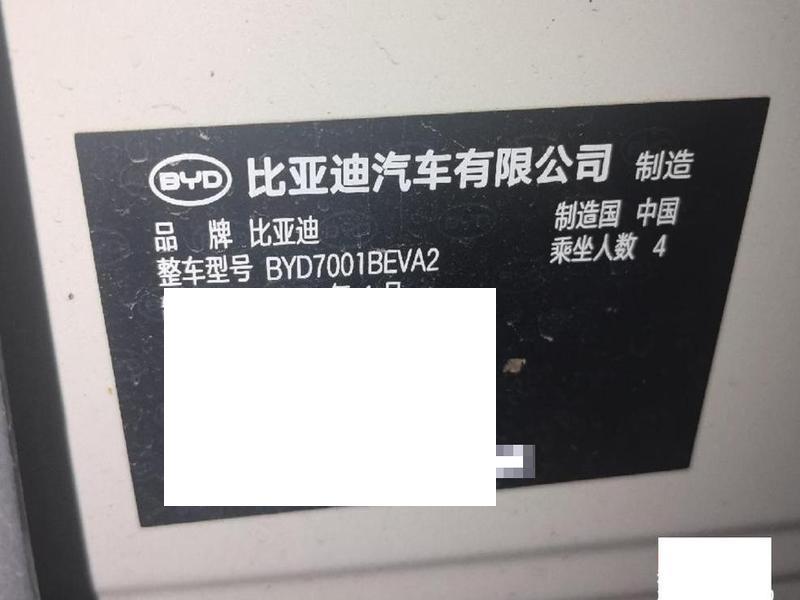 BYD 比亚迪汽车有限公司 制造
品 牌 比亚迪 制造国 中国
整车型号 BYD7001BEVA2 乘坐人数 4